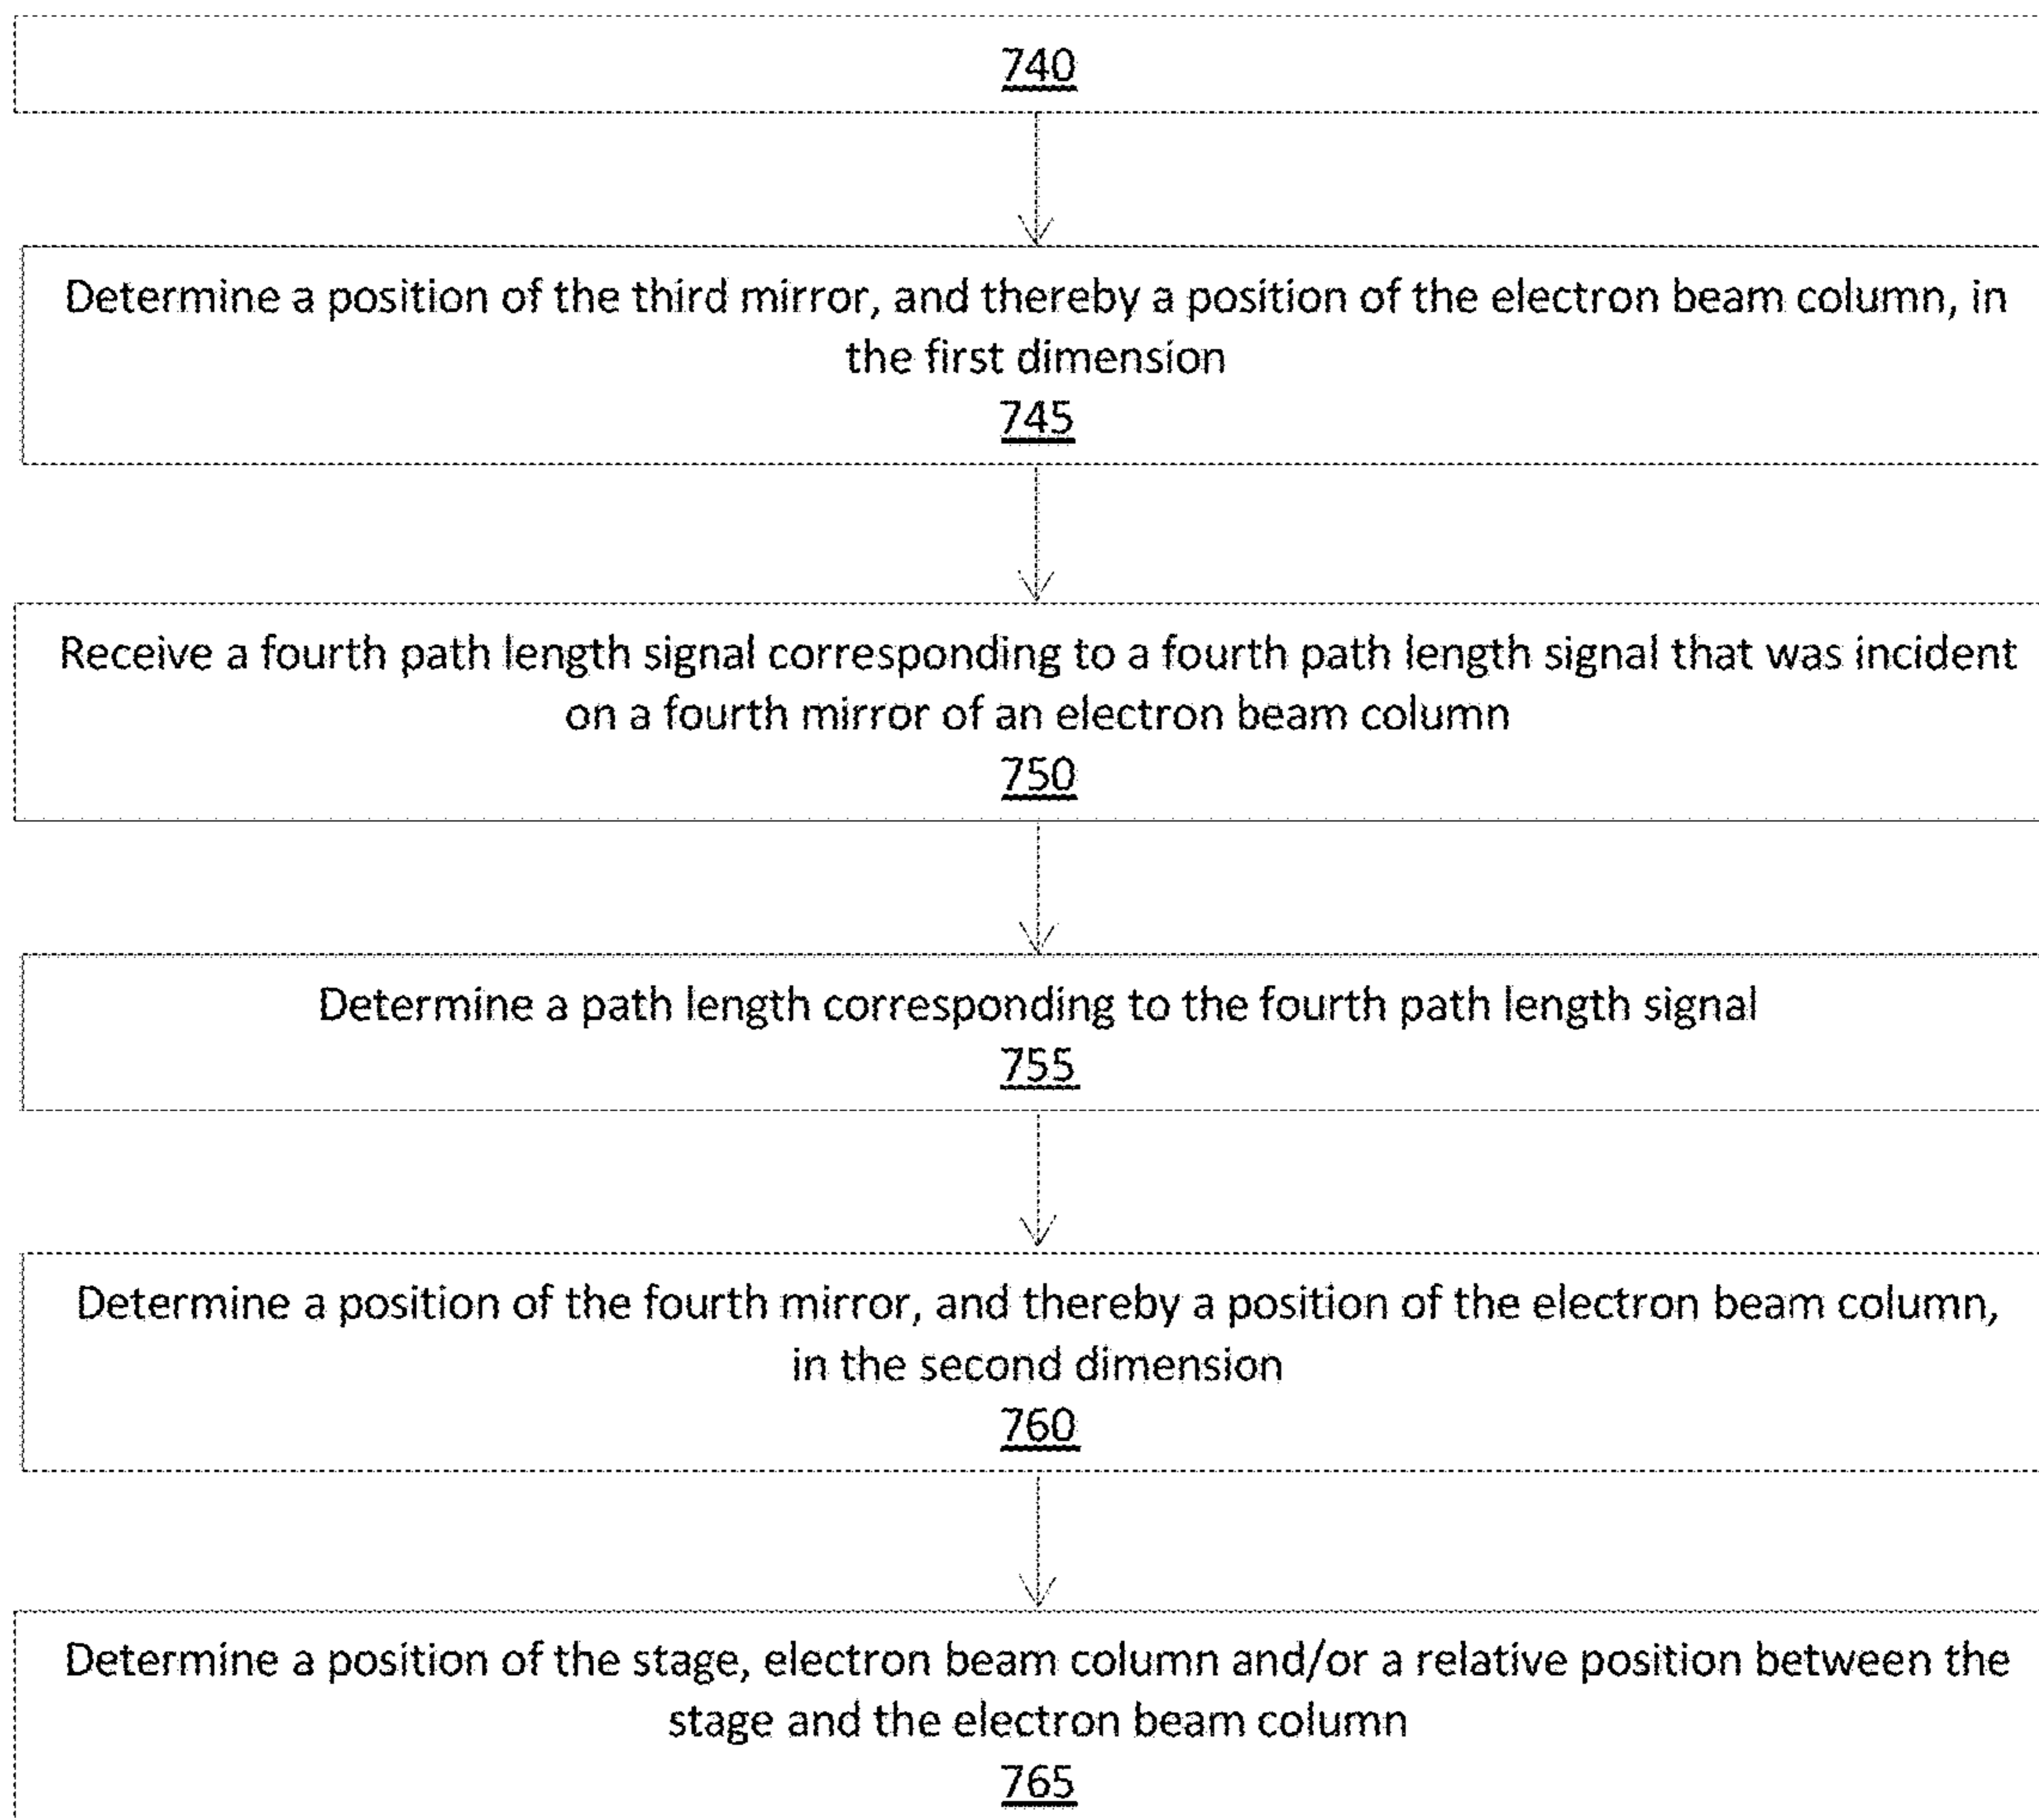 740
Determine a position of the third mirror, and thereby a position of the electron beam column, in
the first dimension
745
Receive a fourth path length signal corresponding to a fourth path length signal that was incident
on a fourth mirror of an electron beam column
750
Determine a path length corresponding to the fourth path length signal
755
Determine a position of the fourth mirror, and thereby a position of the electron beam column,
in the second dimension
760
Determine a position of the stage, electron beam column and/or a relative position between the
stage and the electron beam column
765